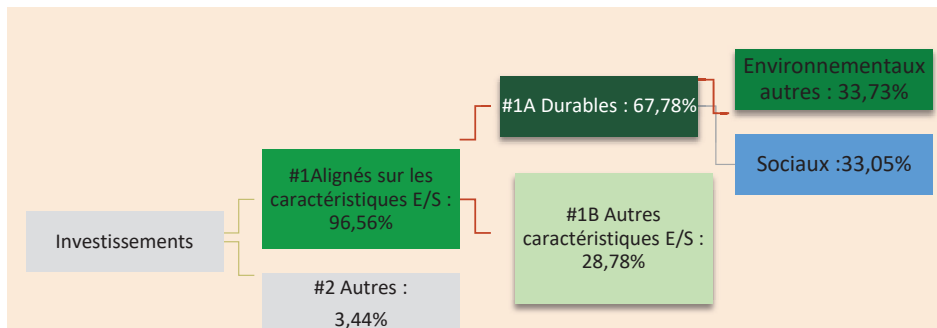 Investissements
#1Alignés sur les
caractéristiques E/S :
96,56%
#2 Autres :
3,44%
#1A Durables : 67,78%
#1B Autres
caractéristiques E/S :
28,78%
Environnementaux
autres : 33,73%
Sociaux :33,05%